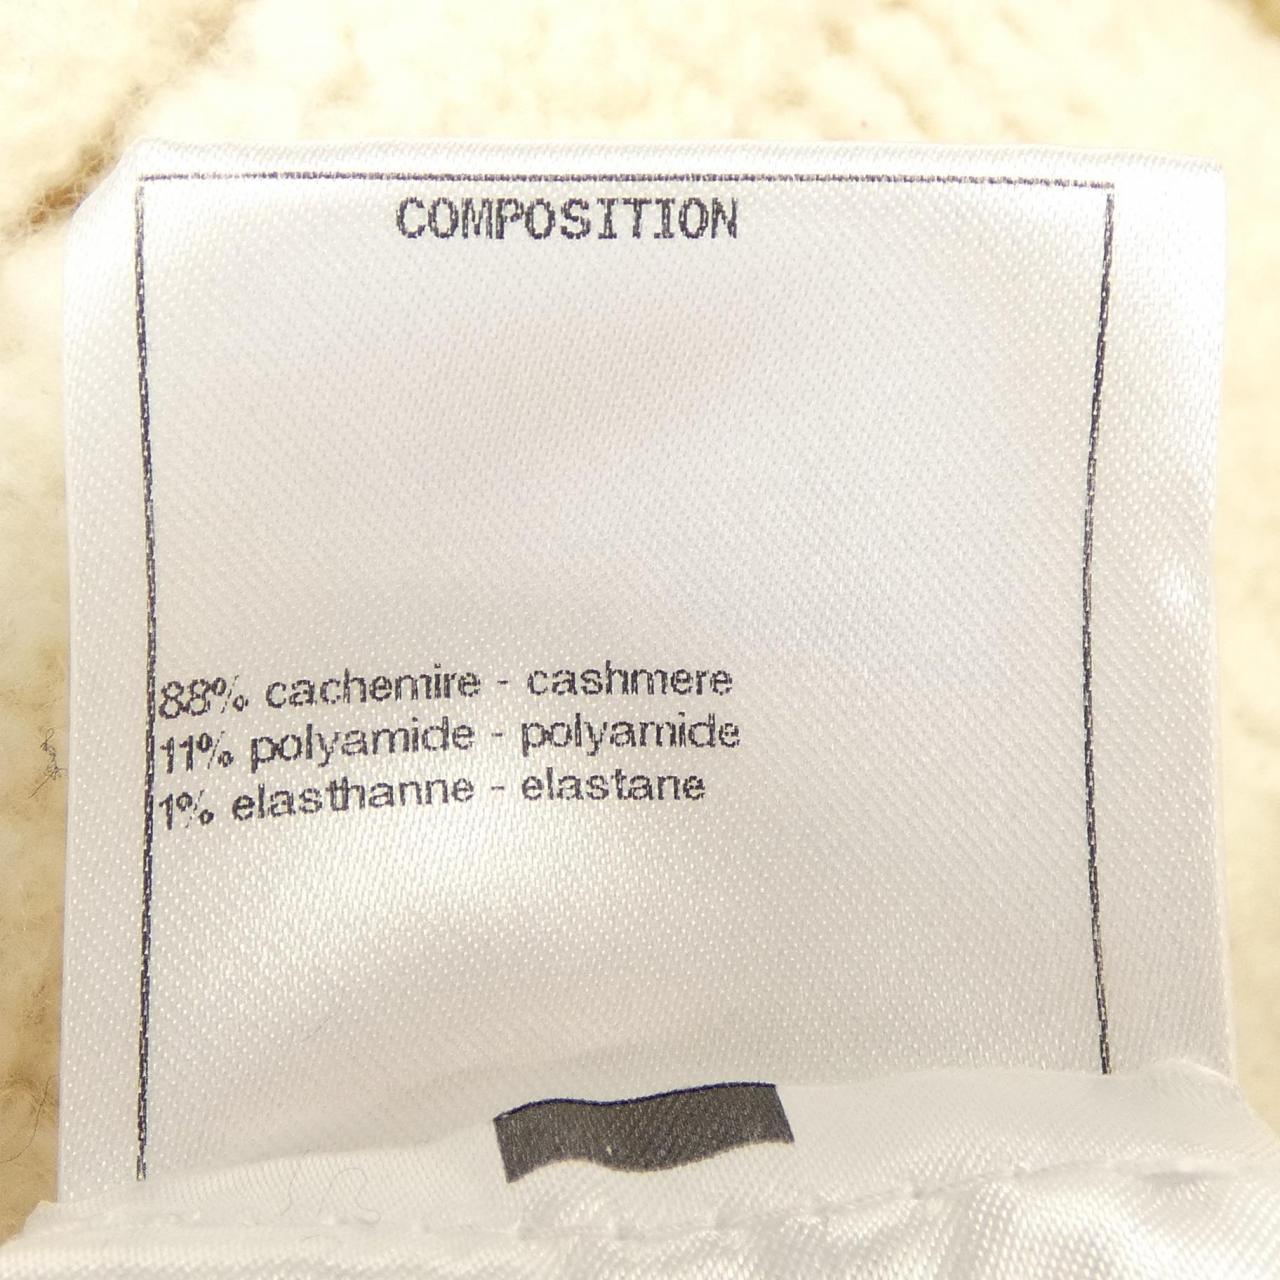 COMPOSITION
88% cachemire - cashmere
11% polyamide - polyamide
1% elasthanne - elastane